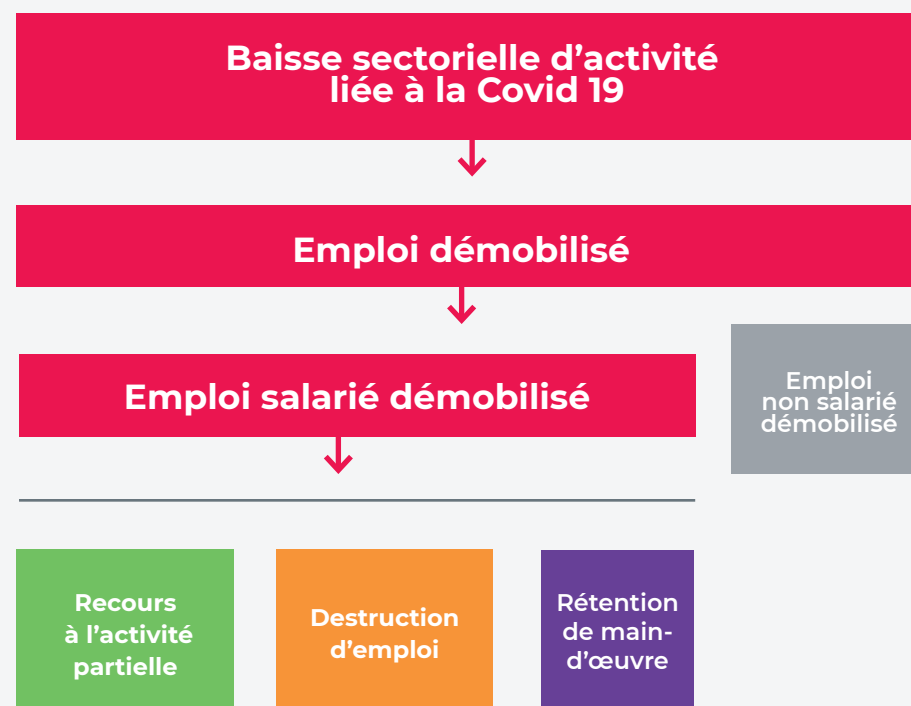 Baisse sectorielle d’activité
liée à la Covid 19
Emploi démobilisé
Emploi salarié démobilisé
Emploi
non salarié
démobilisé
Recours
à l’activité
partielle
Destruction
d’emploi
Rétention
de main-
d’œuvre